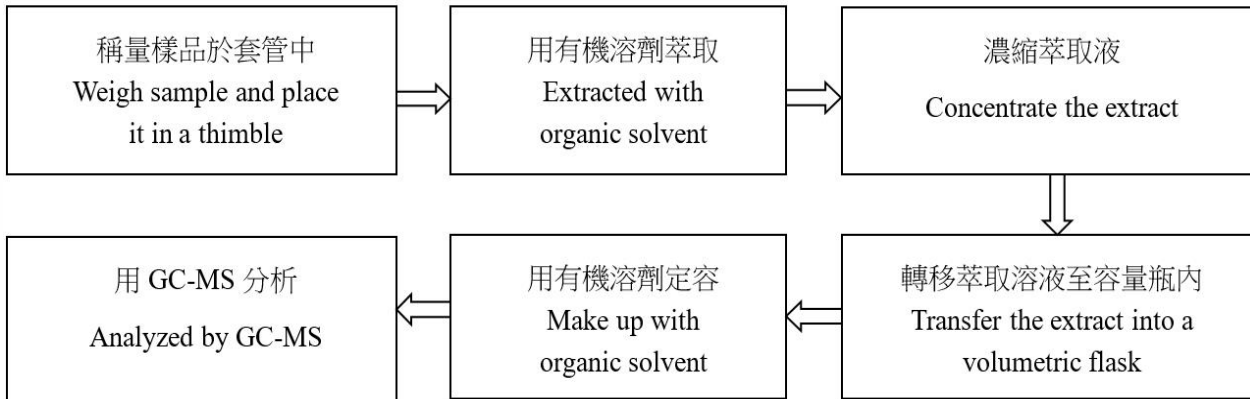 稱量樣品於套管中
Weigh sample and place
it in a thimble
用有機溶劑萃取
Extracted with
organic solvent
濃縮萃取液
Concentrate the extract
轉移萃取溶液至容量瓶內
Transfer the extract into a
volumetric flask
用有機溶劑定容
Make up with
organic solvent
用 GC-MS 分析
Analyzed by GC-MS